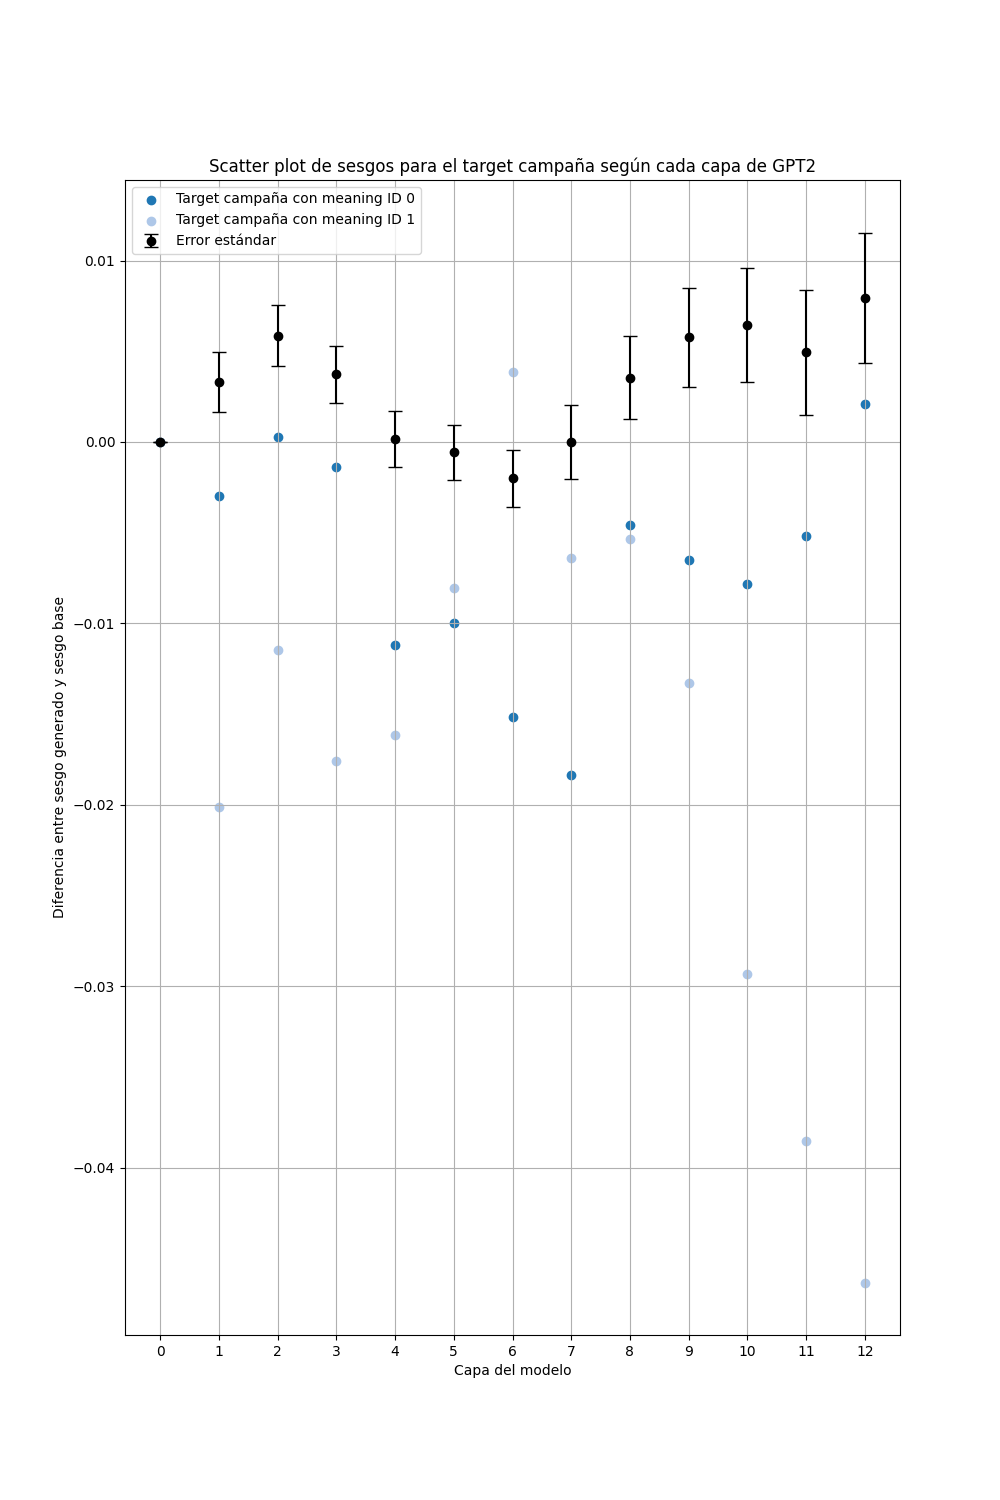 Scatter plot de sesgos para el target campaña según cada capa de GPT2
Target campaña con meaning ID 0
Target campaña con meaning ID 1
Error estándar
0.01
0.00
−0.01
−0.02
−0.03
−0.04
Diferencia entre sesgo generado y sesgo base
0 1 2 3 4 5 6 7 8 9 10 11 12
Capa del modelo